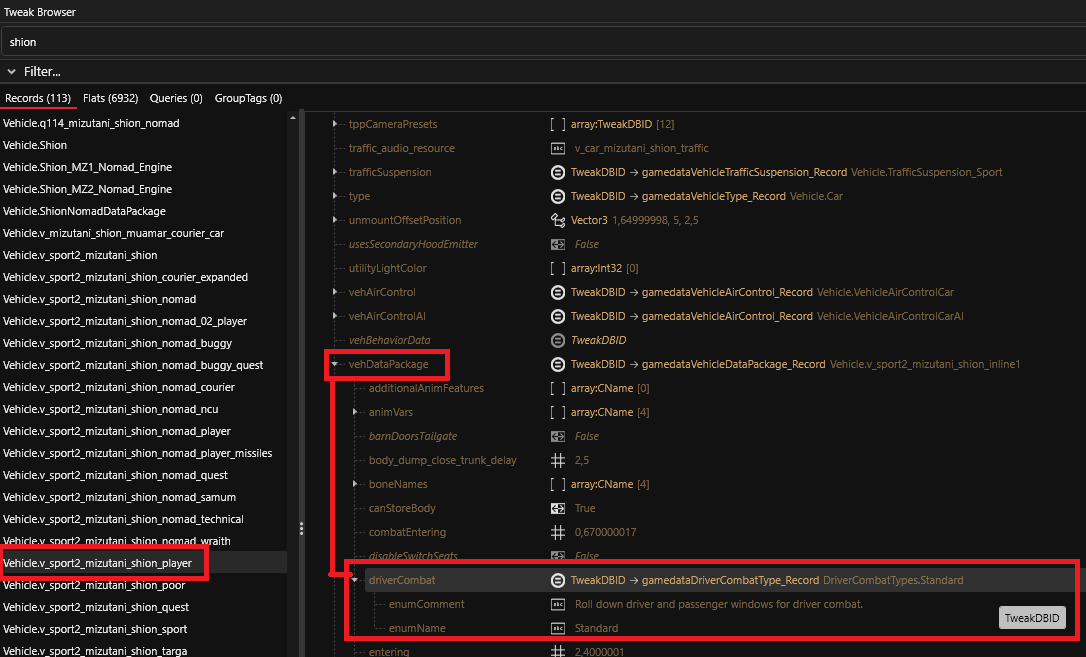 Tweak Browser
shion
Filter...
Records (113) Flats (6932) Queries (0) GroupTags (0)
Vehicle.q114_mizutani_shion_nomad
Vehicle.Shion
Vehicle.Shion_MZ1_Nomad_Engine
Vehicle.Shion_MZ2_Nomad_Engine
Vehicle.ShionNomadDataPackage
Vehicle.v_mizutani_shion_muamar_courier_car
Vehicle.v_sport2_mizutani_shion
Vehicle.v_sport2_mizutani_shion_courier_expanded
Vehicle.v_sport2_mizutani_shion_nomad
Vehicle.v_sport2_mizutani_shion_nomad_02_player
Vehicle.v_sport2_mizutani_shion_nomad_buggy
Vehicle.v_sport2_mizutani_shion_nomad_buggy_quest
Vehicle.v_sport2_mizutani_shion_nomad_courier
Vehicle.v_sport2_mizutani_shion_nomad_ncu
Vehicle.v_sport2_mizutani_shion_nomad_player
Vehicle.v_sport2_mizutani_shion_nomad_player_missiles
Vehicle.v_sport2_mizutani_shion_nomad_quest
Vehicle.v_sport2_mizutani_shion_nomad_samum
Vehicle.v_sport2_mizutani_shion_nomad_technical
Vehicle.v_sport2_mizutani_shion_nomad_wraith
Vehicle.v_sport2_mizutani_shion_player
Vehicle.v_sport2_mizutani_shion_poor
Vehicle.v_sport2_mizutani_shion_quest
Vehicle.v_sport2_mizutani_shion_sport
Vehicle.v_sport2_mizutani_shion_targa
tppCameraPresets [ ] array:TweakDBID [12]
traffic_audio_resource abc v_car_mizutani_shion_traffic
trafficSuspension TweakDBID → gamedataVehicleTrafficSuspension_Record Vehicle.TrafficSuspension_Sport
type TweakDBID → gamedataVehicleType_Record Vehicle.Car
unmountOffsetPosition Vector3 1,64999998, 5, 2,5
usesSecondaryHoodEmitter False
utilityLightColor [ ] array:Int32 [0]
vehAirControl TweakDBID → gamedataVehicleAirControl_Record Vehicle.VehicleAirControlCar
vehAirControlAI TweakDBID → gamedataVehicleAirControl_Record Vehicle.VehicleAirControlCarAI
vehBehaviorData TweakDBID
vehDataPackage TweakDBID → gamedataVehicleDataPackage_Record Vehicle.v_sport2_mizutani_shion_inline1
additionalAnimFeatures [ ] array:CName [0]
animVars [ ] array:CName [4]
barnDoorsTailgate False
body_dump_close_trunk_delay 2,5
boneNames [ ] array:CName [4]
canStoreBody True
combatEntering 0,670000017
disableSwitchSeats False
driverCombat TweakDBID → gamedataDriverCombatType_Record DriverCombatTypes.Standard
enumComment abc Roll down driver and passenger windows for driver combat.
enumName abc Standard
TweakDBID
entering 2,4000001